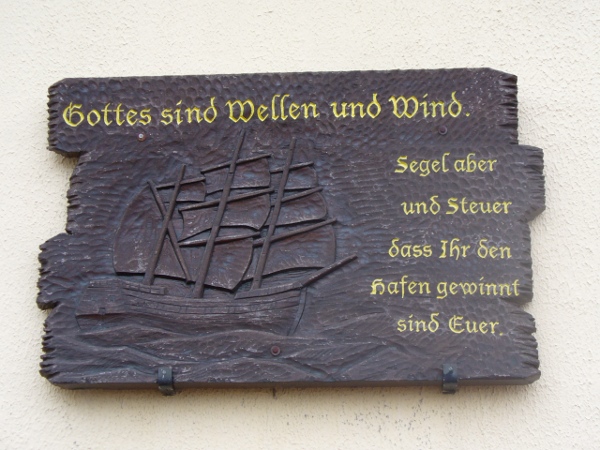 Gottes sind Wellen und Wind.
Segel aber
und Steuer
dass Ihr den
Hafen gewinnt
sind Euer.